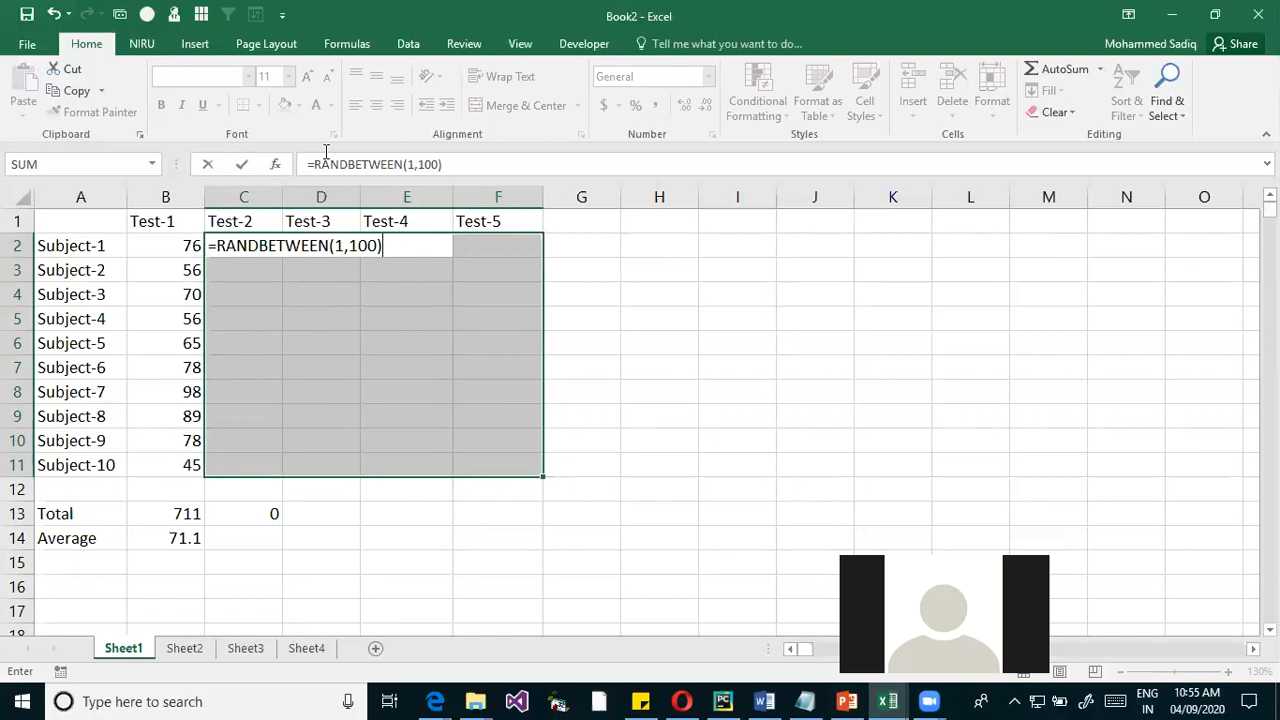 Book2 - Excel
File Home NIRU Insert Page Layout Formulas Data Review View Developer Tell me what you want to do... Mohammed Sadiq Share
Paste Cut Copy Format Painter Clipboard
11 A A B I U A Font
Wrap Text Merge & Center Alignment
General $ % , Number
Conditional Formatting Format as Tables Cell Styles Styles
Insert Delete Format Cells
AutoSum Fill Clear Sort & Filter Find & Select Editing
SUM fx =RANDBETWEEN(1,100)
A B C D E F G H I J K L M N O
1 Test-1 Test-2 Test-3 Test-4 Test-5
2 Subject-1 76 =RANDBETWEEN(1,100)
3 Subject-2 56
4 Subject-3 70
5 Subject-4 56
6 Subject-5 65
7 Subject-6 78
8 Subject-7 98
9 Subject-8 89
10 Subject-9 78
11 Subject-10 45
12
13 Total 711 0
14 Average 71.1
15
16
17
18
Sheet1 Sheet2 Sheet3 Sheet4
Enter 130%
Type here to search ENG IN 10:55 AM 04/09/2020